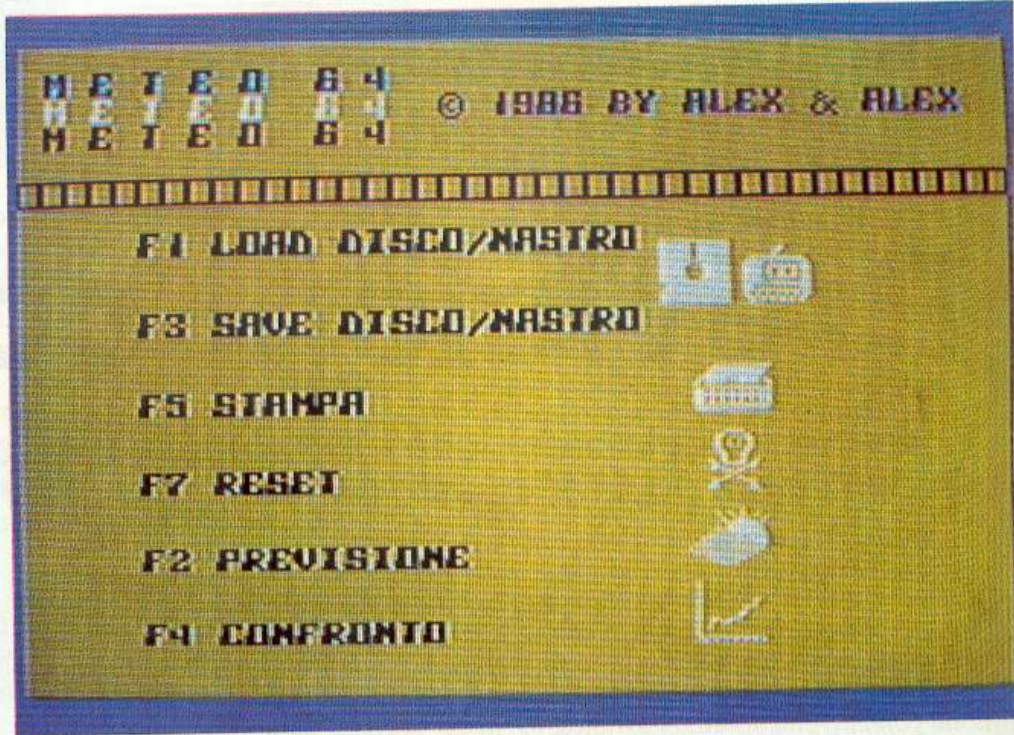 METEO 64
METEO 64 © 1986 BY ALEX & ALEX
METEO 64
F1 LOAD DISCO/NASTRO
F3 SAVE DISCO/NASTRO
F5 STAMPA
F7 RESET
F2 PREVISIONE
F4 CONFRONTO